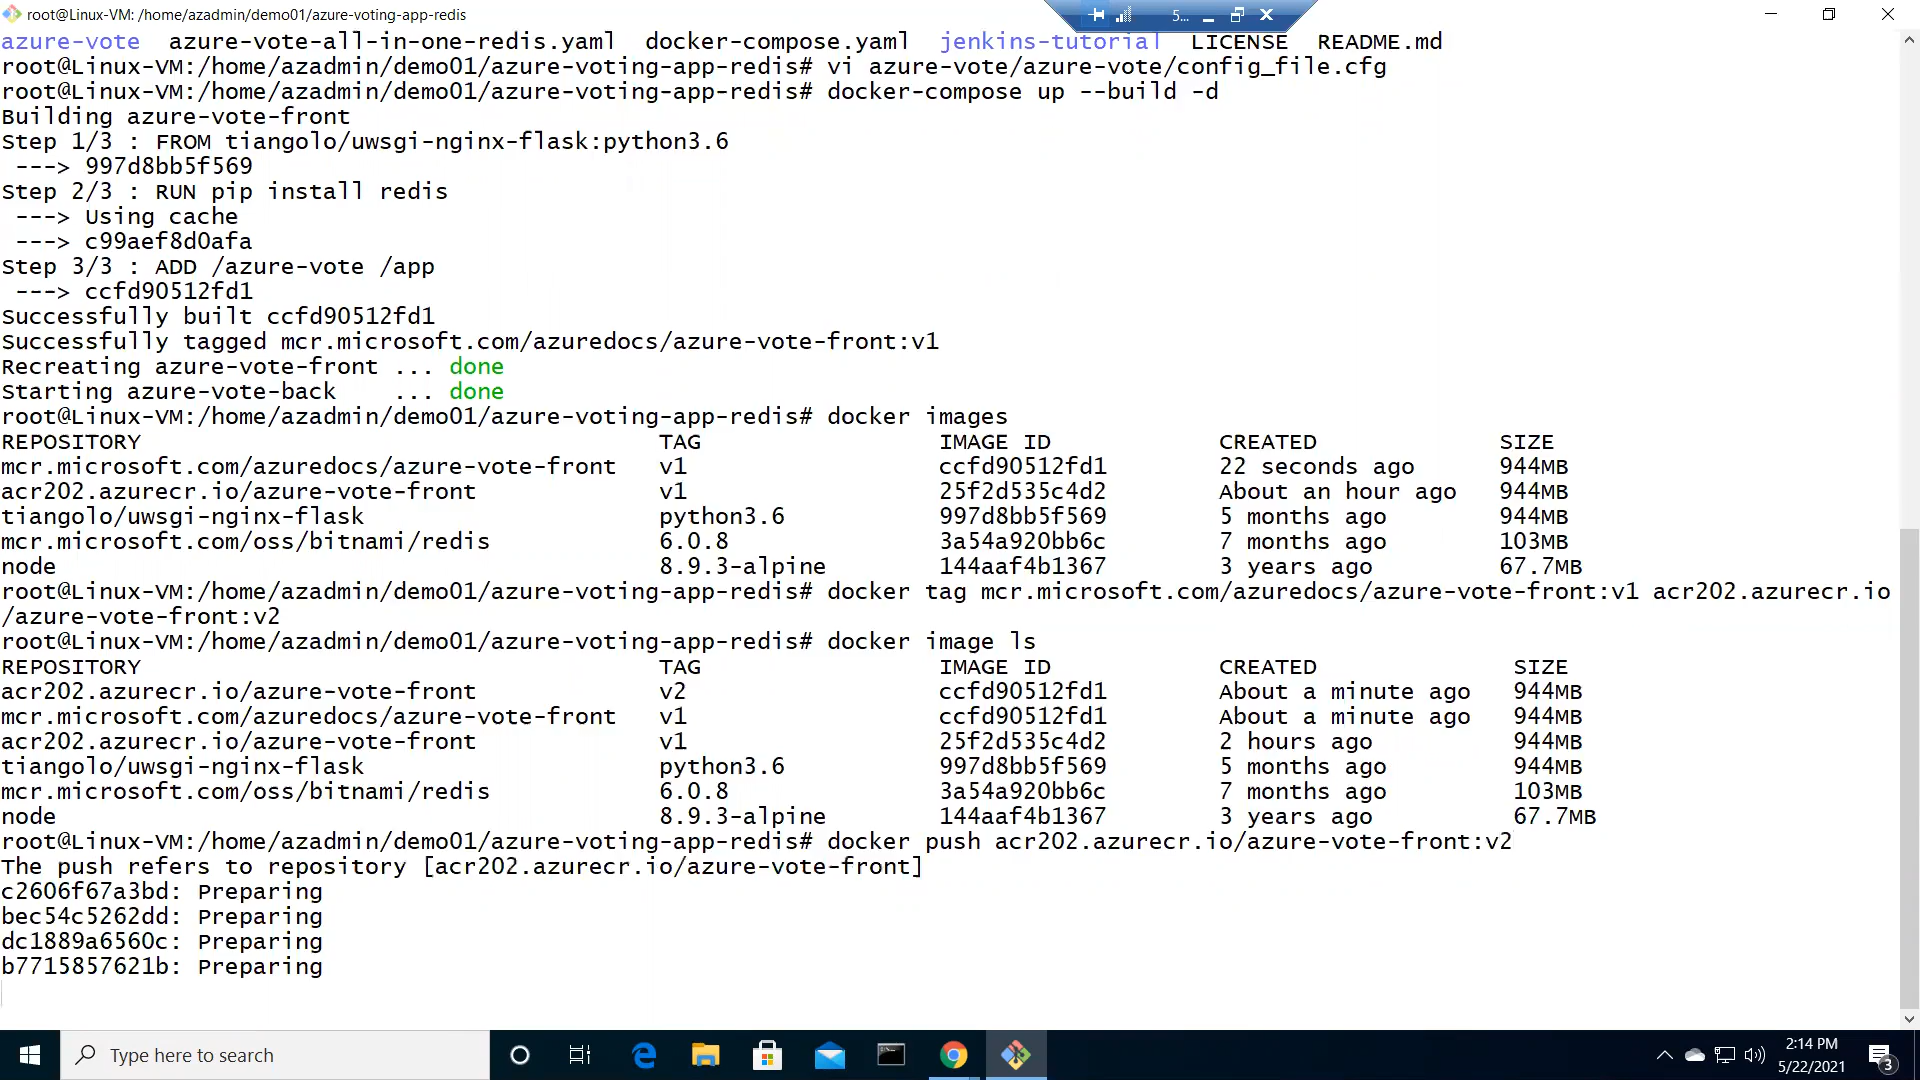 root@Linux-VM: /home/azadmin/demo01/azure-voting-app-redis
5...
azure-vote azure-vote-all-in-one-redis.yaml docker-compose.yaml jenkins-tutorial LICENSE README.md
root@Linux-VM:/home/azadmin/demo01/azure-voting-app-redis# vi azure-vote/azure-vote/config_file.cfg
root@Linux-VM:/home/azadmin/demo01/azure-voting-app-redis# docker-compose up --build -d
Building azure-vote-front
Step 1/3 : FROM tiangolo/uwsgi-nginx-flask:python3.6
---> 997d8bb5f569
Step 2/3 : RUN pip install redis
---> Using cache
---> c99aef8d0afa
Step 3/3 : ADD /azure-vote /app
---> ccfd90512fd1
Successfully built ccfd90512fd1
Successfully tagged mcr.microsoft.com/azuredocs/azure-vote-front:v1
Recreating azure-vote-front ... done
Starting azure-vote-back ... done
root@Linux-VM:/home/azadmin/demo01/azure-voting-app-redis# docker images
REPOSITORY TAG IMAGE ID CREATED SIZE
mcr.microsoft.com/azuredocs/azure-vote-front v1 ccfd90512fd1 22 seconds ago 944MB
acr202.azurecr.io/azure-vote-front v1 25f2d535c4d2 About an hour ago 944MB
tiangolo/uwsgi-nginx-flask python3.6 997d8bb5f569 5 months ago 944MB
mcr.microsoft.com/oss/bitnami/redis 6.0.8 3a54a920bb6c 7 months ago 103MB
node 8.9.3-alpine 144aaf4b1367 3 years ago 67.7MB
root@Linux-VM:/home/azadmin/demo01/azure-voting-app-redis# docker tag mcr.microsoft.com/azuredocs/azure-vote-front:v1 acr202.azurecr.io
/azure-vote-front:v2
root@Linux-VM:/home/azadmin/demo01/azure-voting-app-redis# docker image ls
REPOSITORY TAG IMAGE ID CREATED SIZE
acr202.azurecr.io/azure-vote-front v2 ccfd90512fd1 About a minute ago 944MB
mcr.microsoft.com/azuredocs/azure-vote-front v1 ccfd90512fd1 About a minute ago 944MB
acr202.azurecr.io/azure-vote-front v1 25f2d535c4d2 2 hours ago 944MB
tiangolo/uwsgi-nginx-flask python3.6 997d8bb5f569 5 months ago 944MB
mcr.microsoft.com/oss/bitnami/redis 6.0.8 3a54a920bb6c 7 months ago 103MB
node 8.9.3-alpine 144aaf4b1367 3 years ago 67.7MB
root@Linux-VM:/home/azadmin/demo01/azure-voting-app-redis# docker push acr202.azurecr.io/azure-vote-front:v2
The push refers to repository [acr202.azurecr.io/azure-vote-front]
c2606f67a3bd: Preparing
bec54c5262dd: Preparing
dc1889a6560c: Preparing
b7715857621b: Preparing
Type here to search
2:14 PM
5/22/2021
3